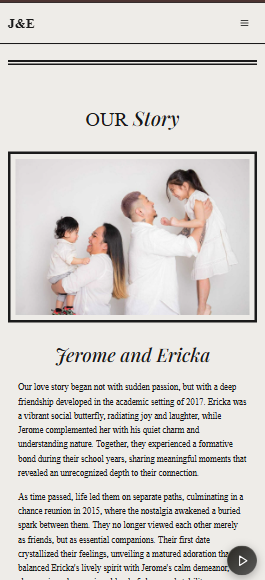 J&E
OUR Story
Jerome and Ericka
Our love story began not with sudden passion, but with a deep
friendship developed in the academic setting of 2017. Ericka was
a vibrant social butterfly, radiating joy and laughter, while
Jerome complemented her with his quiet charm and
understanding nature. Together, they experienced a formative
bond during their school years, sharing meaningful moments that
revealed an unrecognized depth to their connection.
As time passed, life led them on separate paths, culminating in a
chance reunion in 2015, where the nostalgia awakened a buried
spark between them. They no longer viewed each other merely
as friends, but as essential companions. Their first date
crystallized their feelings, unveiling a matured adoration
balanced Ericka's lively spirit with Jerome's calm demeanor,